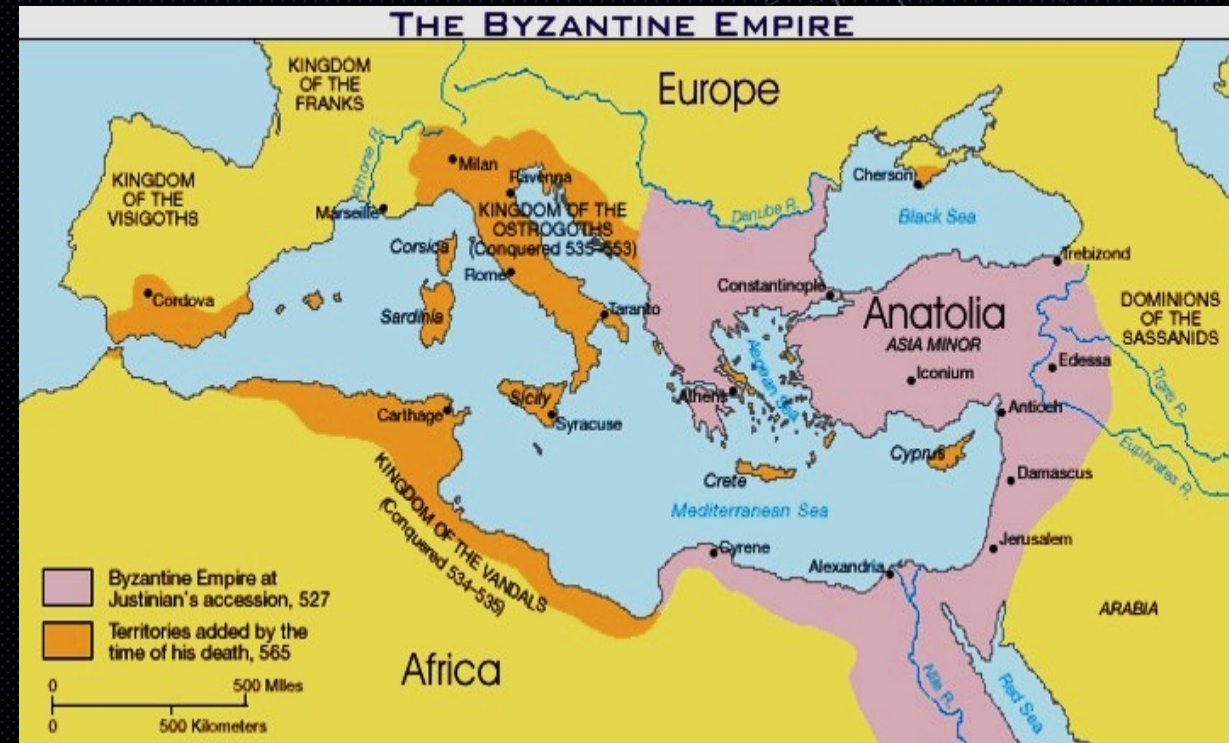 THE BYZANTINE EMPIRE
KINGDOM
OF THE
FRANKS
Europe
KINGDOM
OF THE
VISIGOTHS
Rhone R.
Milan
Ravenna
Marseille
KINGDOM OF THE
OSTROGOTHS
(Conquered 535–553)
Corsica
Rome
Cordova
Sardinia
Taranto
Danube R.
Cherson
Black Sea
Trebizond
Constantinople
Anatolia
ASIA MINOR
DOMINIONS
OF THE
SASSANIDS
Aegean Sea
Iconium
Edessa
Tigris R.
Carthage
Sicily
Syracuse
Athens
Antioch
Cyprus
Euphrates R.
Crete
Damascus
Mediterranean Sea
KINGDOM OF THE VANDALS
(Conquered 534–535)
Cyrene
Jerusalem
Alexandria
ARABIA
Byzantine Empire at
Justinian's accession, 527
Territories added by the
time of his death, 565
Africa
Nile R.
Red Sea
0 500 Miles
0 500 Kilometers